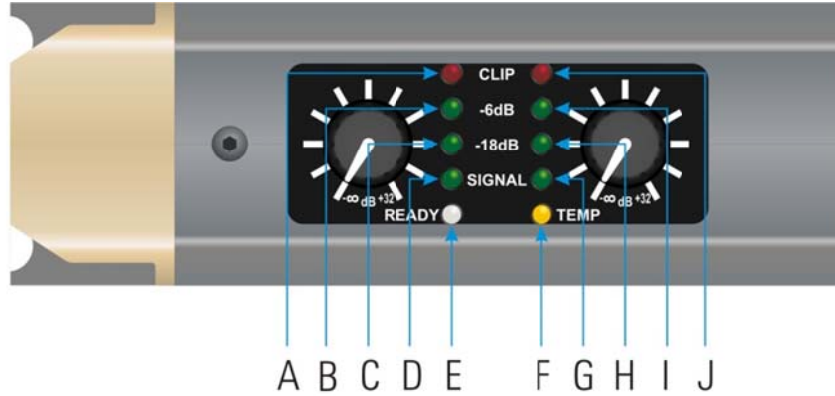 CLIP
-6dB
-18dB
SIGNAL
-∞ dB +32
-∞ dB +32
READY
TEMP
A B C D E F G H I J